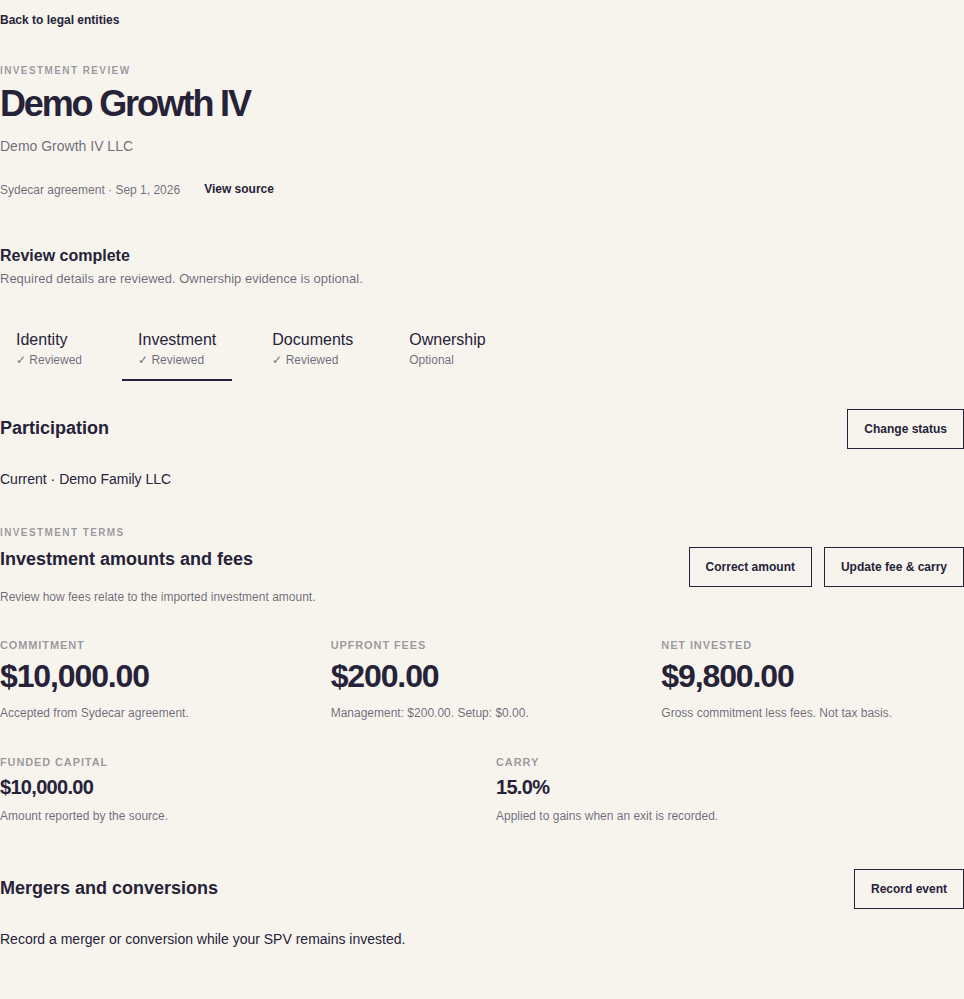 Back to legal entities
INVESTMENT REVIEW
Demo Growth IV
Demo Growth IV LLC
Sydecar agreement · Sep 1, 2026 View source
Review complete
Required details are reviewed. Ownership evidence is optional.
Identity Investment Documents Ownership
✓ Reviewed ✓ Reviewed ✓ Reviewed Optional
Participation Change status
Current · Demo Family LLC
INVESTMENT TERMS
Investment amounts and fees Correct amount Update fee & carry
Review how fees relate to the imported investment amount.
COMMITMENT UPFRONT FEES NET INVESTED
$10,000.00 $200.00 $9,800.00
Accepted from Sydecar agreement. Management: $200.00. Setup: $0.00. Gross commitment less fees. Not tax basis.
FUNDED CAPITAL CARRY
$10,000.00 15.0%
Amount reported by the source. Applied to gains when an exit is recorded.
Mergers and conversions Record event
Record a merger or conversion while your SPV remains invested.